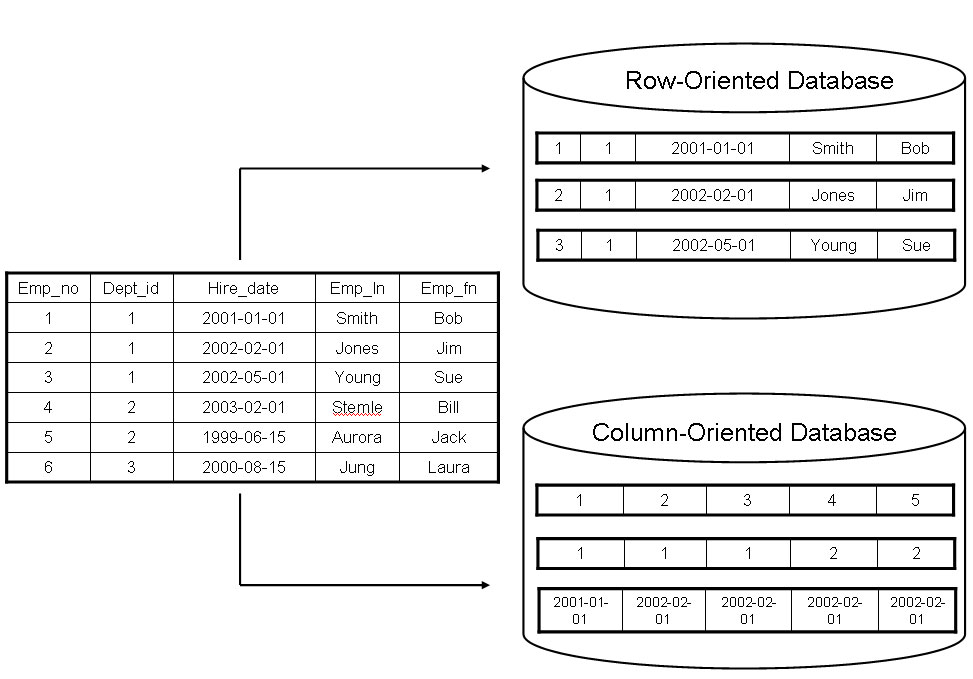 Row-Oriented Database
1 1 2001-01-01 Smith Bob
2 1 2002-02-01 Jones Jim
3 1 2002-05-01 Young Sue
Emp_no Dept_id Hire_date Emp_ln Emp_fn
1 1 2001-01-01 Smith Bob
2 1 2002-02-01 Jones Jim
3 1 2002-05-01 Young Sue
4 2 2003-02-01 Stemle Bill
5 2 1999-06-15 Aurora Jack
6 3 2000-08-15 Jung Laura
Column-Oriented Database
1 2 3 4 5
1 1 1 2 2
2001-01- 2002-02- 2002-02- 2002-02- 2002-02-
01 01 01 01 01